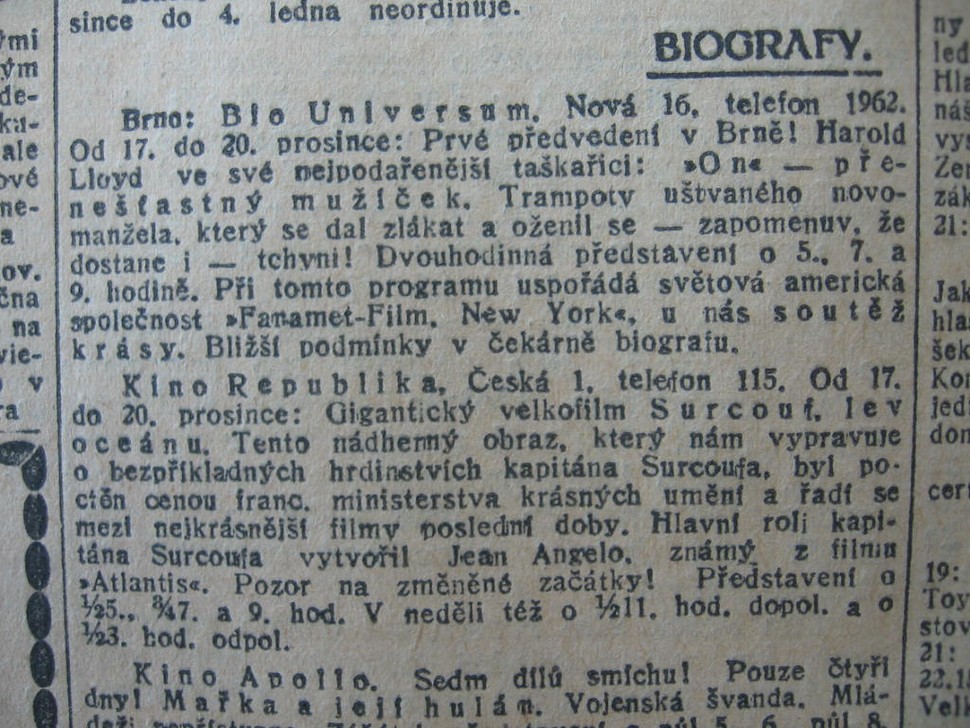 since do 4. ledna neordinuje.
BIOGRAFY.
Brno: Bio Universum, Nová 16, telefon 1962.
Od 17. do 20. prosince: Prvé předvedení v Brně! Harold
Lloyd ve své nejpodařenější taškařici: »On« — pře-
nešťastný mužíček. Trampoty uštvaného novo-
manžela, který se dal zlákat a oženil se — zapomenuv, že
dostane i — tchyni! Dvouhodinná představení o 5., 7. a
9. hodině. Při tomto programu uspořádá světová americká
společnost »Fanamet-Film, New York«, u nás soutěž
krásy. Bližší podmínky v čekárně biografu.
Kino Republika, Česká 1, telefon 115. Od 17.
do 20. prosince: Gigantický velkofilm Surcouf, lev
oceánu. Tento nádherný obraz, který nám vypravuje
o bezpříkladných hrdinstvích kapitána Surcoufa, byl po-
ctěn cenou franc. ministerstva krásných umění a řadí se
mezi nejkrásnější filmy poslední doby. Hlavní roli kapi-
tána Surcoufa vytvořil Jean Angelo, známý z filmu
»Atlantis«. Pozor na změněné začátky! Představení o
½5., ¾7. a 9. hod. V neděli též o ½11. hod. dopol. a o
½3. hod. odpol.
Kino Apollo. Sedm dílů smíchu! Pouze čtyři
dny! Mařka a její hulán. Vojenská švanda. Mlá-